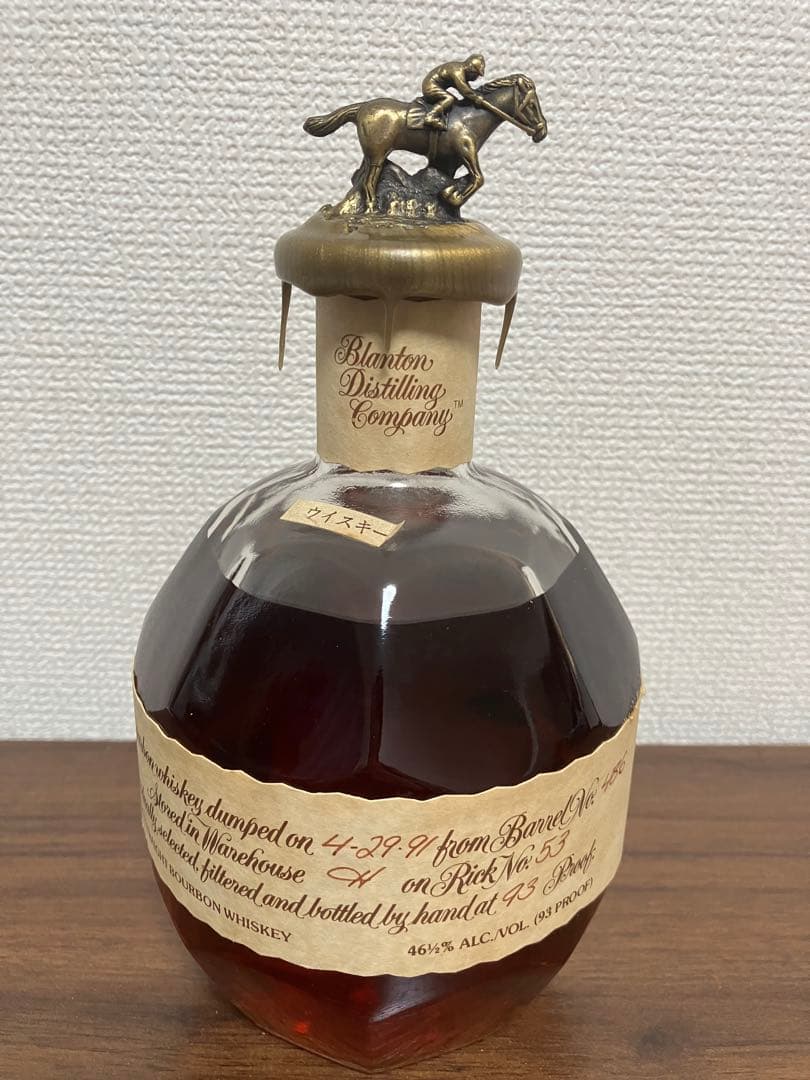 Blanton
Distilling
Company™
ウイスキー
whiskey dumped on 4-29-91 from Barrel No: 486
Stored in Warehouse H on Rick No: 53
selected, filtered and bottled by hand at 93 Proof.
BOURBON WHISKEY
46½% ALC./VOL. (93 PROOF)